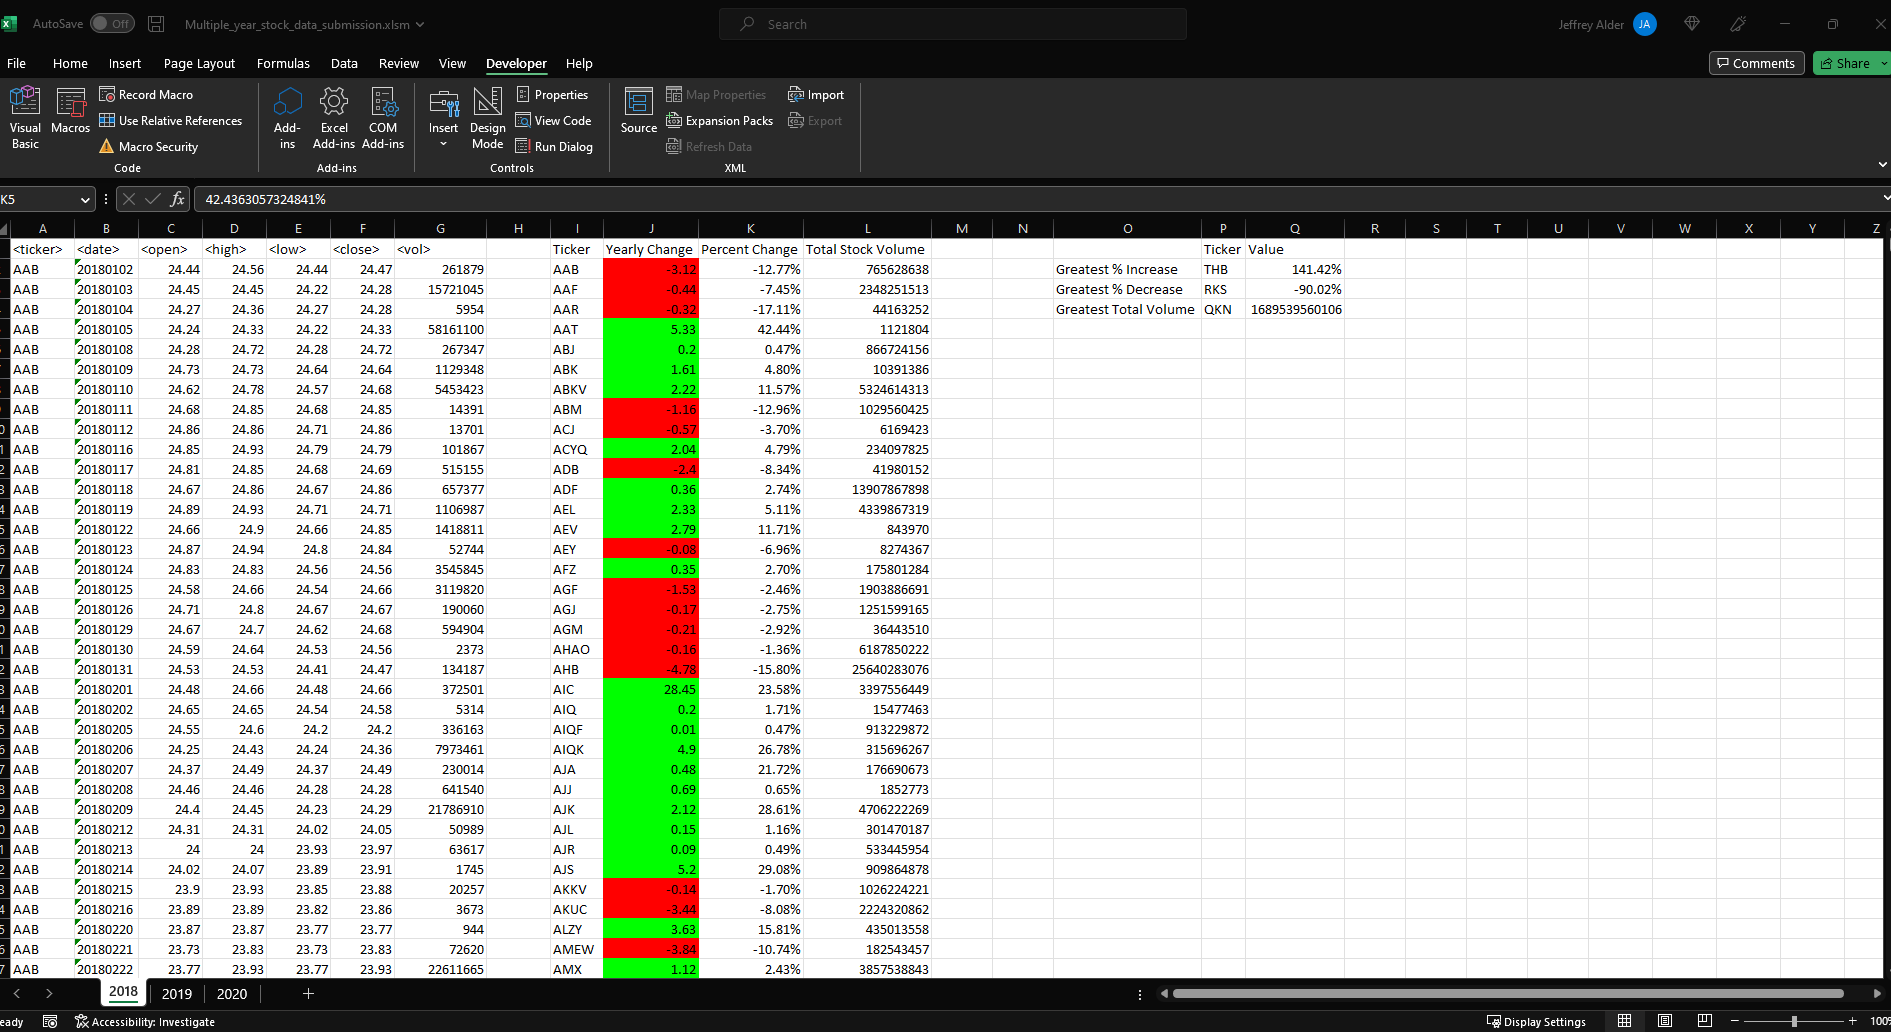 AutoSave Off Multiple_year_stock_data_submission.xlsm Search Jeffrey Alder JA
File Home Insert Page Layout Formulas Data Review View Developer Help Comments Share
Visual Basic Macros Record Macro Use Relative References Macro Security Code
Add-ins Excel Add-ins COM Add-ins Add-ins
Insert Design Mode Properties View Code Run Dialog Controls
Source Map Properties Expansion Packs Refresh Data Import Export XML
K5 fx 42.4363057324841%
A B C D E F G H I J K L M N O P Q R S T U V W X Y Z
<ticker> <date> <open> <high> <low> <close> <vol> Ticker Yearly Change Percent Change Total Stock Volume Ticker Value
AAB 20180102 24.44 24.56 24.44 24.47 261879 AAB -3.12 -12.77% 765628638 Greatest % Increase THB 141.42%
AAB 20180103 24.45 24.45 24.22 24.28 15721045 AAF -0.44 -7.45% 2348251513 Greatest % Decrease RKS -90.02%
AAB 20180104 24.27 24.36 24.27 24.28 5954 AAR -0.32 -17.11% 44163252 Greatest Total Volume QKN 1689539560106
AAB 20180105 24.24 24.33 24.22 24.33 58161100 AAT 5.33 42.44% 1121804
AAB 20180108 24.28 24.72 24.28 24.72 267347 ABJ 0.2 0.47% 866724156
AAB 20180109 24.73 24.73 24.64 24.64 1129348 ABK 1.61 4.80% 10391386
AAB 20180110 24.62 24.78 24.57 24.68 5453423 ABKV 2.22 11.57% 5324614313
AAB 20180111 24.68 24.85 24.68 24.85 14391 ABM -1.16 -12.96% 1029560425
AAB 20180112 24.86 24.86 24.71 24.86 13701 ACJ -0.57 -3.70% 6169423
AAB 20180116 24.85 24.93 24.79 24.79 101867 ACYQ 2.04 4.79% 234097825
AAB 20180117 24.81 24.85 24.68 24.69 515155 ADB -2.4 -8.34% 41980152
AAB 20180118 24.67 24.86 24.67 24.86 657377 ADF 0.36 2.74% 13907867898
AAB 20180119 24.89 24.93 24.71 24.71 1106987 AEL 2.33 5.11% 4339867319
AAB 20180122 24.66 24.9 24.66 24.85 1418811 AEV 2.79 11.71% 843970
AAB 20180123 24.87 24.94 24.8 24.84 52744 AEY -0.08 -6.96% 8274367
AAB 20180124 24.83 24.83 24.56 24.56 3545845 AFZ 0.35 2.70% 175801284
AAB 20180125 24.58 24.66 24.54 24.66 3119820 AGF -1.53 -2.46% 1903886691
AAB 20180126 24.71 24.8 24.67 24.67 190060 AGJ -0.17 -2.75% 1251599165
AAB 20180129 24.67 24.7 24.62 24.68 594904 AGM -0.21 -2.92% 36443510
AAB 20180130 24.59 24.64 24.53 24.56 2373 AHAO -0.16 -1.36% 6187850222
AAB 20180131 24.53 24.53 24.41 24.47 134187 AHB -4.78 -15.80% 25640283076
AAB 20180201 24.48 24.66 24.48 24.66 372501 AIC 28.45 23.58% 3397556449
AAB 20180202 24.65 24.65 24.54 24.58 5314 AIQ 0.2 1.71% 15477463
AAB 20180205 24.55 24.6 24.2 24.2 336163 AIQF 0.01 0.47% 913229872
AAB 20180206 24.25 24.43 24.24 24.36 7973461 AIQK 4.9 26.78% 315696267
AAB 20180207 24.37 24.49 24.37 24.49 230014 AJA 0.48 21.72% 176690673
AAB 20180208 24.46 24.46 24.28 24.28 641540 AJJ 0.69 0.65% 1852773
AAB 20180209 24.4 24.45 24.23 24.29 21786910 AJK 2.12 28.61% 4706222269
AAB 20180212 24.31 24.31 24.02 24.05 50989 AJL 0.15 1.16% 301470187
AAB 20180213 24 24 23.93 23.97 63617 AJR 0.09 0.49% 533445954
AAB 20180214 24.02 24.07 23.89 23.91 1745 AJS 5.2 29.08% 909864878
AAB 20180215 23.9 23.93 23.85 23.88 20257 AKKV -0.14 -1.70% 1026224221
AAB 20180216 23.89 23.89 23.82 23.86 3673 AKUC -3.44 -8.08% 2224320862
AAB 20180220 23.87 23.87 23.77 23.77 944 ALZY 3.63 15.81% 435013558
AAB 20180221 23.73 23.83 23.73 23.83 72620 AMEW -3.84 -10.74% 182543457
AAB 20180222 23.77 23.93 23.77 23.93 22611665 AMX 1.12 2.43% 3857538843
2018 2019 2020
eady Accessibility: Investigate Display Settings 100